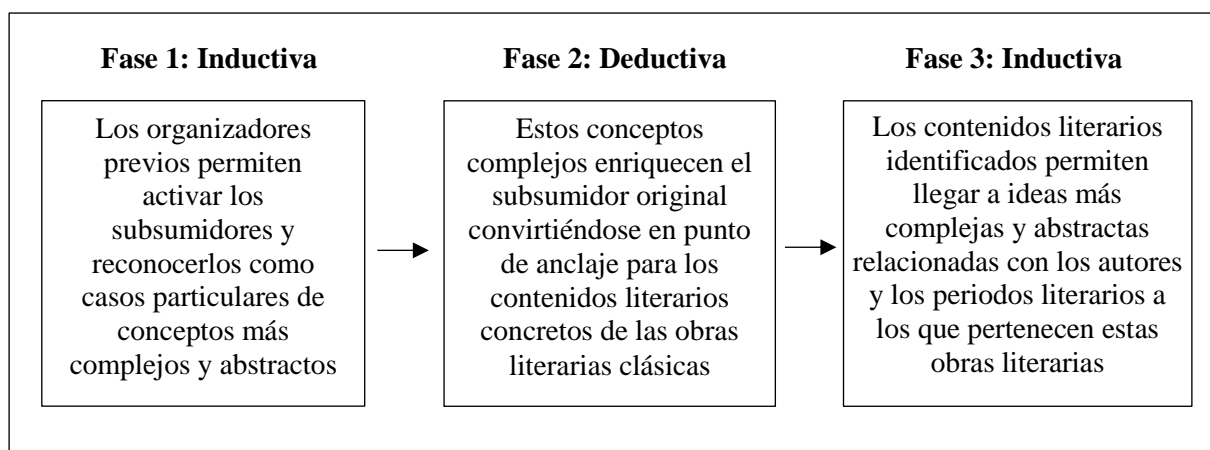 Fase 1: Inductiva
Los organizadores
previos permiten
activar los
subsumidores y
reconocerlos como
casos particulares de
conceptos más
complejos y abstractos
Fase 2: Deductiva
Estos conceptos
complejos enriquecen el
subsumidor original
convirtiéndose en punto
de anclaje para los
contenidos literarios
concretos de las obras
literarias clásicas
Fase 3: Inductiva
Los contenidos literarios
identificados permiten
llegar a ideas más
complejas y abstractas
relacionadas con los autores
y los periodos literarios a
los que pertenecen estas
obras literarias